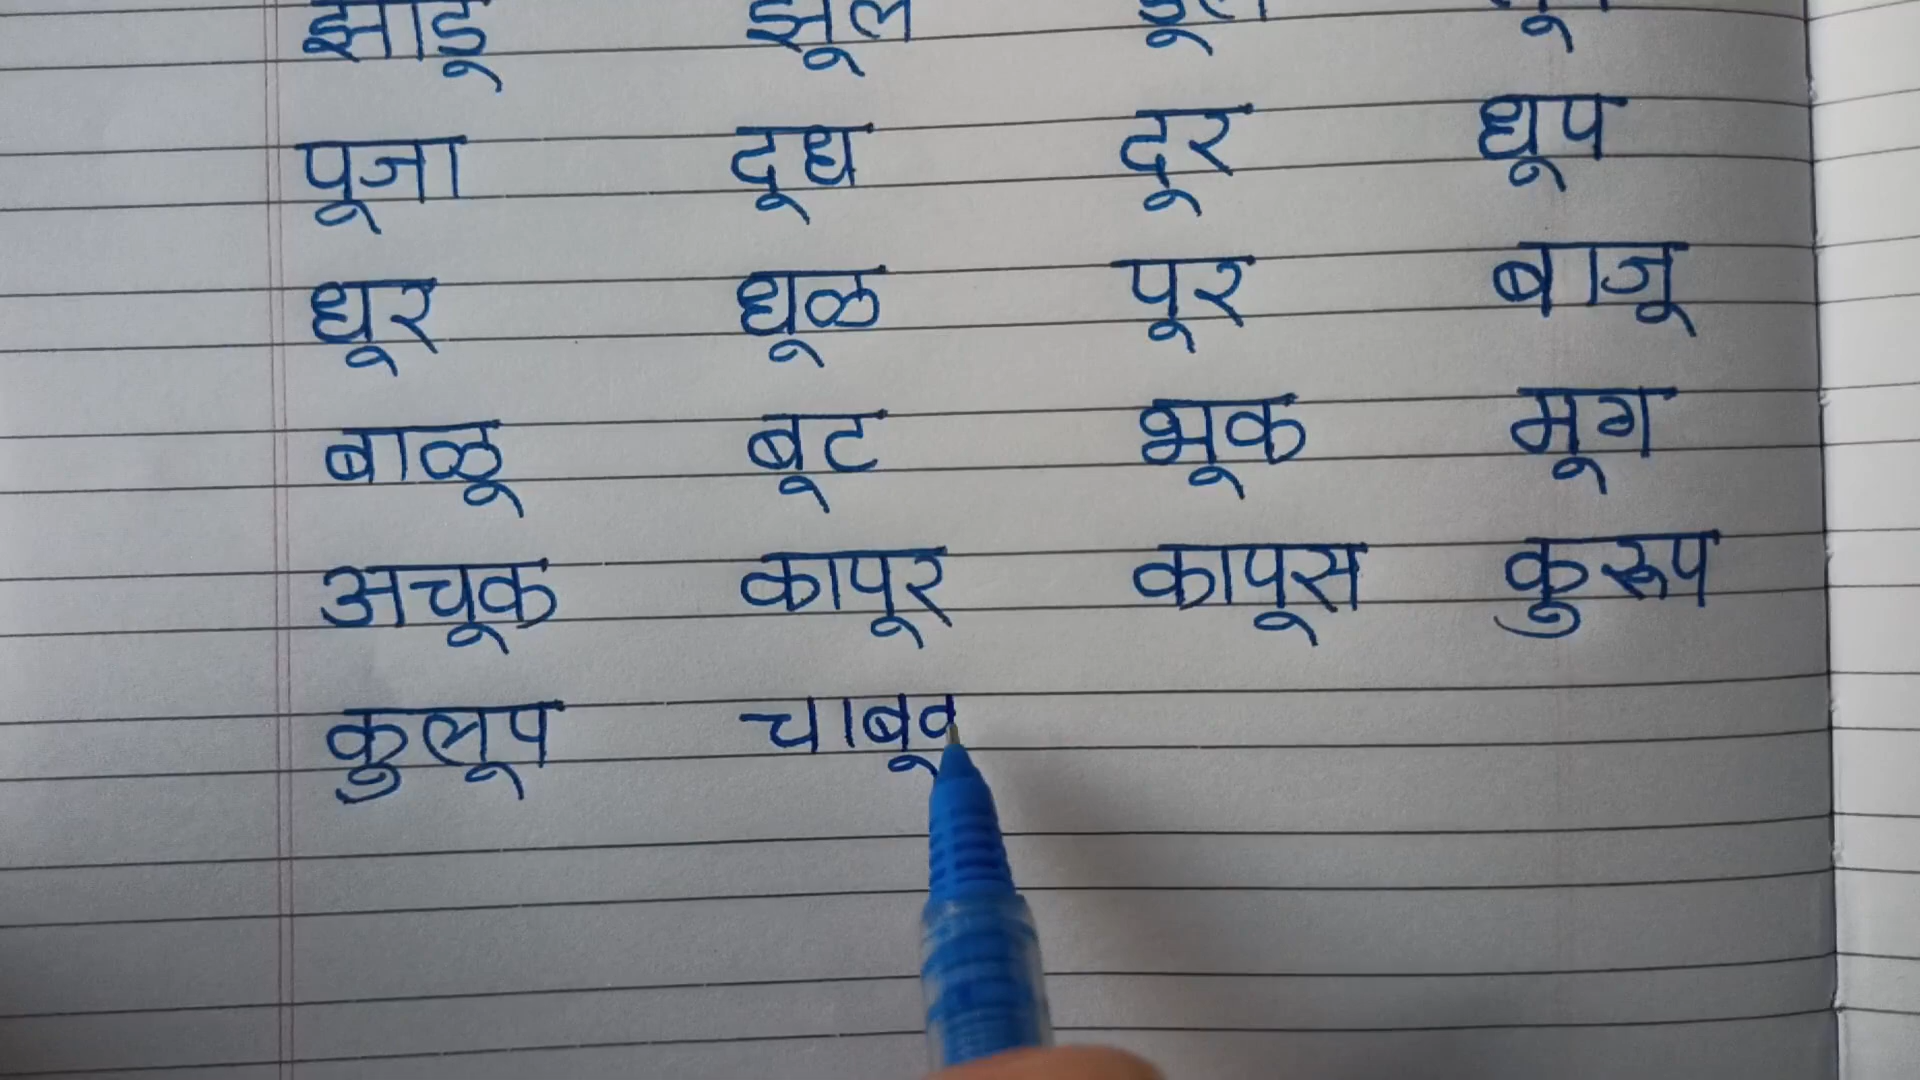 झाडू झूल
पूजा दूध दूर धूप
धूर धूळ पूर बाजू
बाळू बूट भूक मूग
अचूक कापूर कापूस कुरूप
कुलूप चाबूव